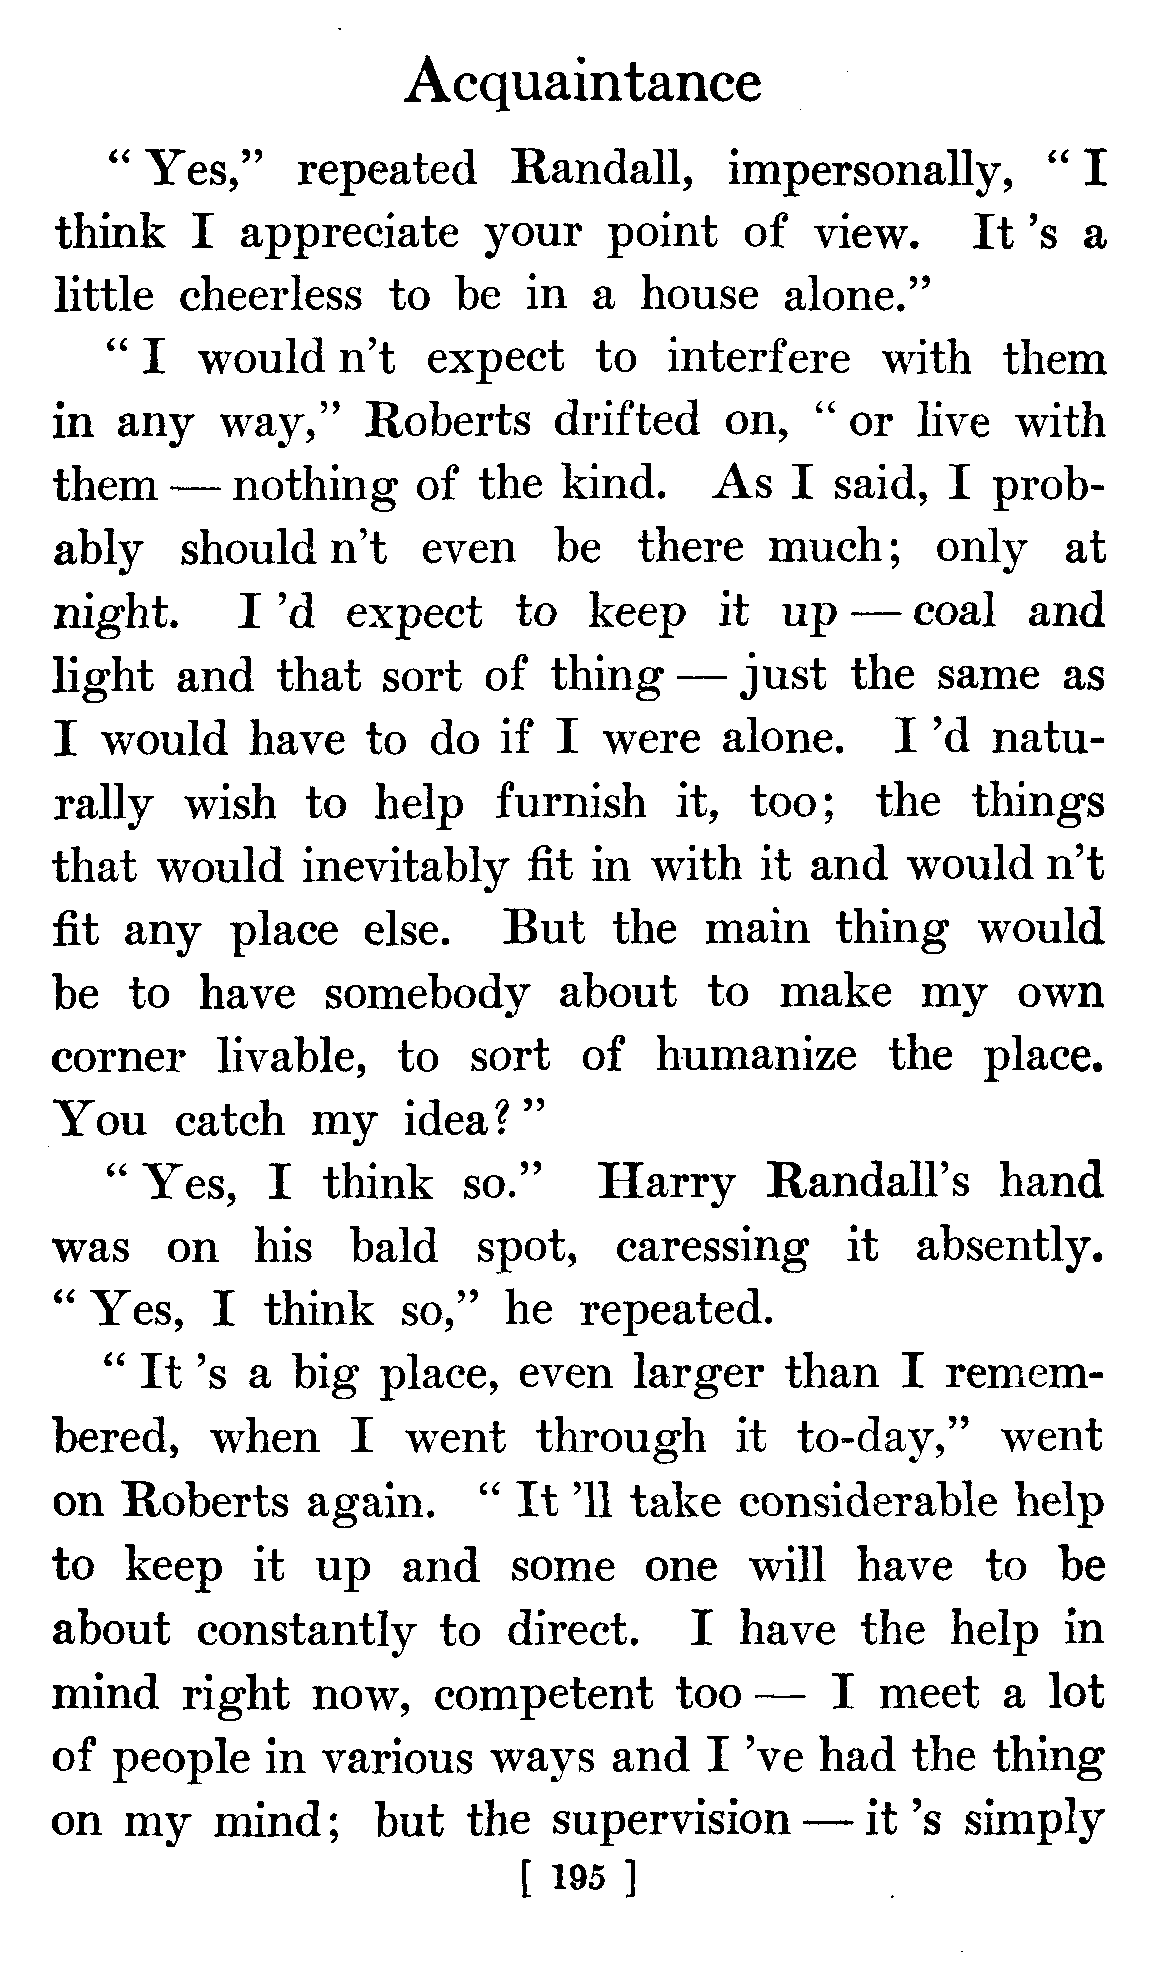 Acquaintance
“ Yes,” repeated Randall, impersonally, “ I
think I appreciate your point of view. It ’s a
little cheerless to be in a house alone.”
“ I would n’t expect to interfere with them
in any way,” Roberts drifted on, “ or live with
them — nothing of the kind. As I said, I prob-
ably should n’t even be there much; only at
night. I ’d expect to keep it up — coal and
light and that sort of thing — just the same as
I would have to do if I were alone. I ’d natu-
rally wish to help furnish it, too; the things
that would inevitably fit in with it and would n’t
fit any place else. But the main thing would
be to have somebody about to make my own
corner livable, to sort of humanize the place.
You catch my idea? ”
“ Yes, I think so.” Harry Randall’s hand
was on his bald spot, caressing it absently.
“ Yes, I think so,” he repeated.
“ It ’s a big place, even larger than I remem-
bered, when I went through it to-day,” went
on Roberts again. “ It ’ll take considerable help
to keep it up and some one will have to be
about constantly to direct. I have the help in
mind right now, competent too — I meet a lot
of people in various ways and I ’ve had the thing
on my mind; but the supervision — it ’s simply
[ 195 ]